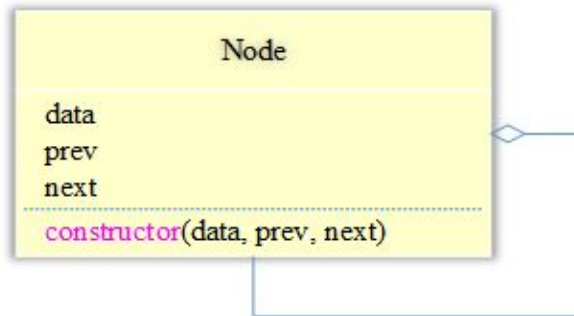 Node
data
prev
next
constructor(data, prev, next)